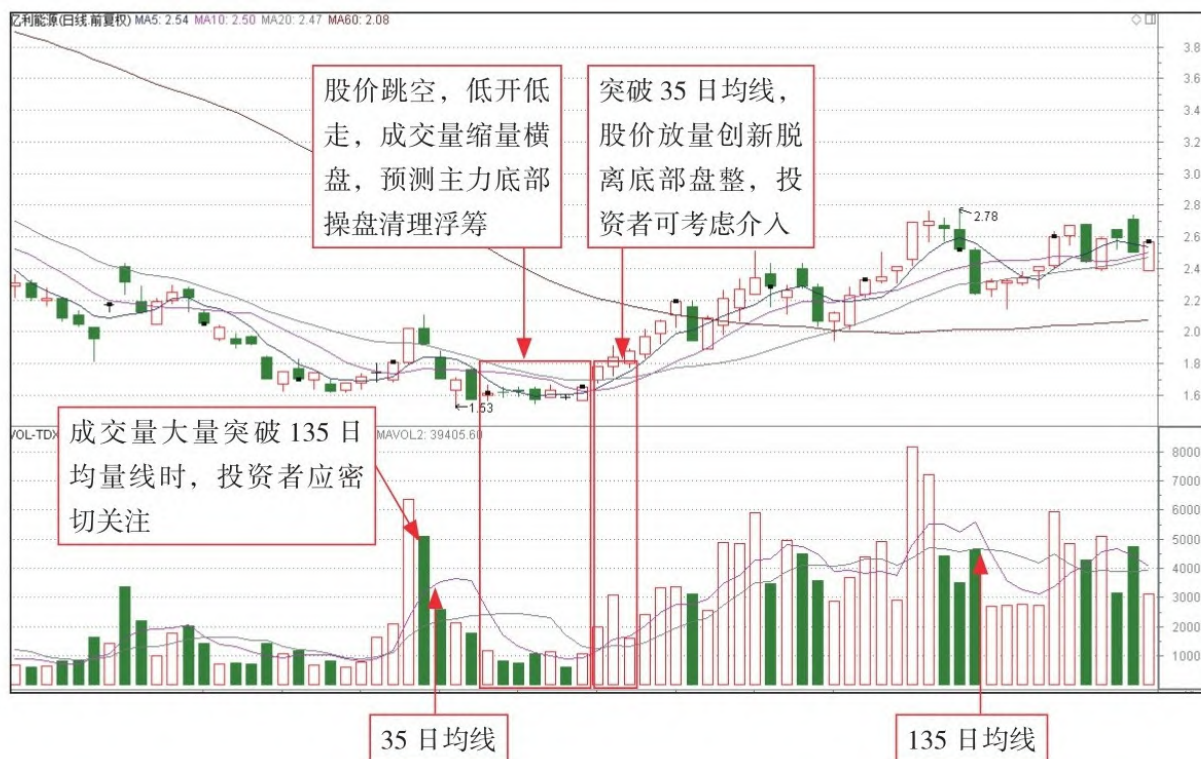 亿利能源(日线.前复权) MA5: 2.54 MA10: 2.50 MA20: 2.47 MA60: 2.08
股价跳空，低开低
走，成交量缩量横
盘，预测主力底部
操盘清理浮筹
突破 35 日均线，
股价放量创新脱
离底部盘整，投
资者可考虑介入
3.8
3.6
3.4
3.2
3.0
2.8
2.6
2.4
2.2
2.0
1.8
1.6
2.78
1.53
VOL-TDX
MAVOL2: 39405.60
成交量大量突破 135 日
均量线时，投资者应密
切关注
8000
7000
6000
5000
4000
3000
2000
1000
35 日均线
135 日均线